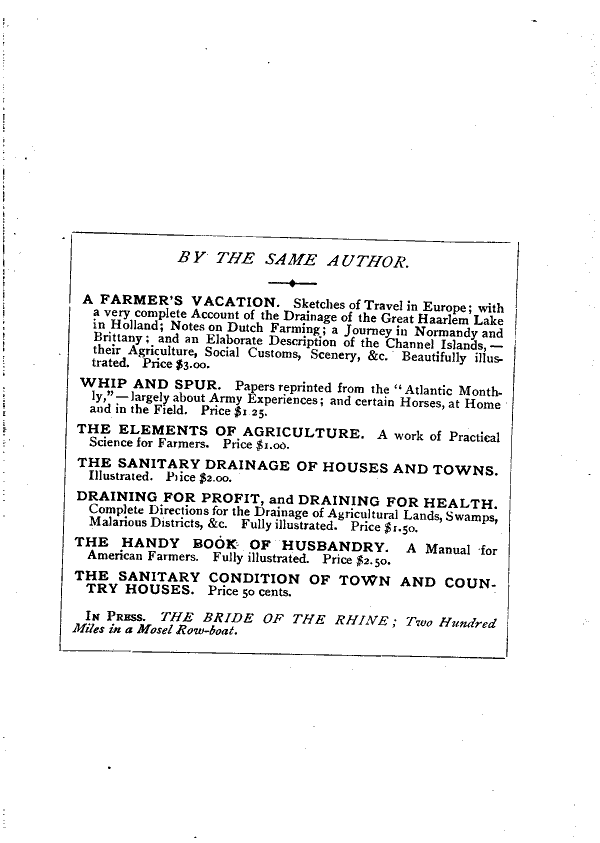 BY THE SAME AUTHOR.
A FARMER'S VACATION. Sketches of Travel in Europe; with
a very complete Account of the Drainage of the Great Haarlem Lake
in Holland; Notes on Dutch Farming; a Journey in Normandy and
Brittany; and an Elaborate Description of the Channel Islands,—
their Agriculture, Social Customs, Scenery, &c. Beautifully illus-
trated. Price $3.00.
WHIP AND SPUR. Papers reprinted from the "Atlantic Month-
ly,"—largely about Army Experiences; and certain Horses, at Home
and in the Field. Price $1 25.
THE ELEMENTS OF AGRICULTURE. A work of Practical
Science for Farmers. Price $1.00.
THE SANITARY DRAINAGE OF HOUSES AND TOWNS.
Illustrated. Price $2.00.
DRAINING FOR PROFIT, and DRAINING FOR HEALTH.
Complete Directions for the Drainage of Agricultural Lands, Swamps,
Malarious Districts, &c. Fully illustrated. Price $1.50.
THE HANDY BOOK OF HUSBANDRY. A Manual for
American Farmers. Fully illustrated. Price $2.50.
THE SANITARY CONDITION OF TOWN AND COUN-
TRY HOUSES. Price 50 cents.
IN PRESS. THE BRIDE OF THE RHINE; Two Hundred
Miles in a Mosel Row-boat.